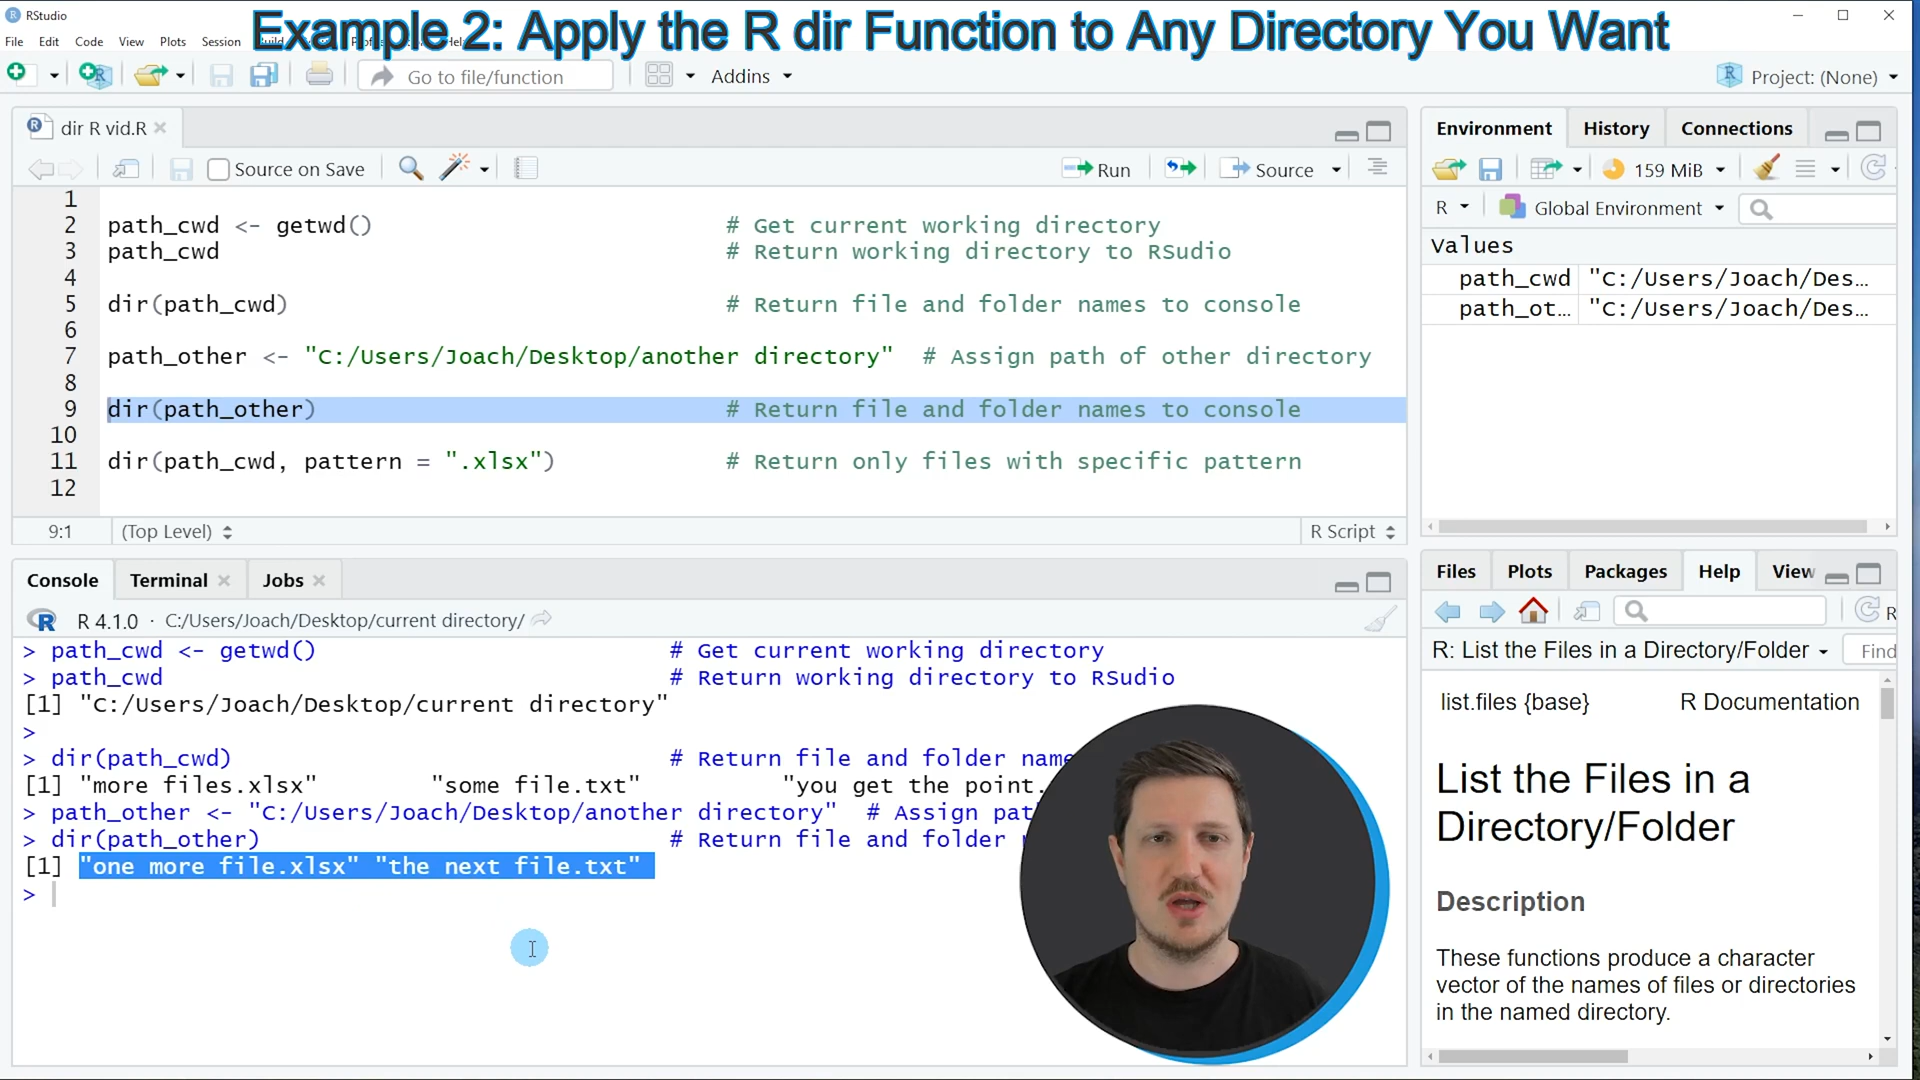 RStudio
Example 2: Apply the R dir Function to Any Directory You Want
File Edit Code View Plots Session
Go to file/function
Addins
Project: (None)
dir R vid.R
Source on Save
Run
Source
1
2 path_cwd <- getwd() # Get current working directory
3 path_cwd # Return working directory to RSudio
4
5 dir(path_cwd) # Return file and folder names to console
6
7 path_other <- "C:/Users/Joach/Desktop/another directory" # Assign path of other directory
8
9 dir(path_other) # Return file and folder names to console
10
11 dir(path_cwd, pattern = ".xlsx") # Return only files with specific pattern
12
9:1 (Top Level) R Script
Console Terminal Jobs
R 4.1.0 · C:/Users/Joach/Desktop/current directory/
> path_cwd <- getwd() # Get current working directory
> path_cwd # Return working directory to RSudio
[1] "C:/Users/Joach/Desktop/current directory"
>
> dir(path_cwd) # Return file and folder name
[1] "more files.xlsx" "some file.txt" "you get the point.
> path_other <- "C:/Users/Joach/Desktop/another directory" # Assign pat
> dir(path_other) # Return file and folder
[1] "one more file.xlsx" "the next file.txt"
>
Environment History Connections
159 MiB
R Global Environment
Values
path_cwd "C:/Users/Joach/Des...
path_ot... "C:/Users/Joach/Des...
Files Plots Packages Help View
R
R: List the Files in a Directory/Folder Find
list.files {base} R Documentation
List the Files in a
Directory/Folder
Description
These functions produce a character
vector of the names of files or directories
in the named directory.